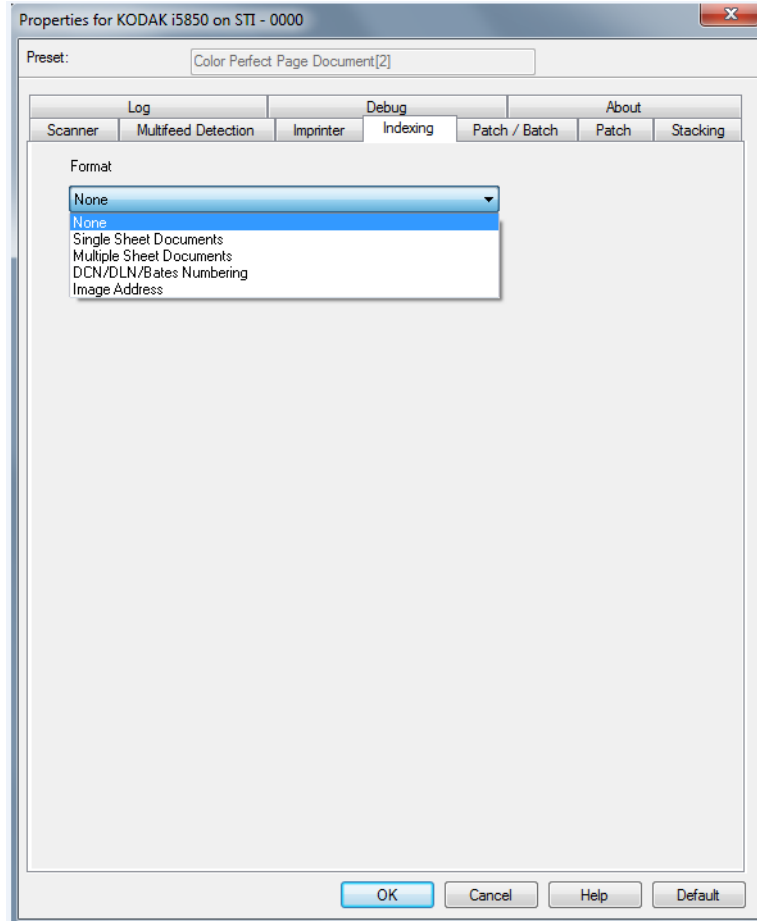 Properties for KODAK i5850 on STI - 0000
Preset: Color Perfect Page Document[2]
Log Debug About
Scanner Multifeed Detection Imprinter Indexing Patch / Batch Patch Stacking
Format
None
None
Single Sheet Documents
Multiple Sheet Documents
DCN/DLN/Bates Numbering
Image Address
OK Cancel Help Default